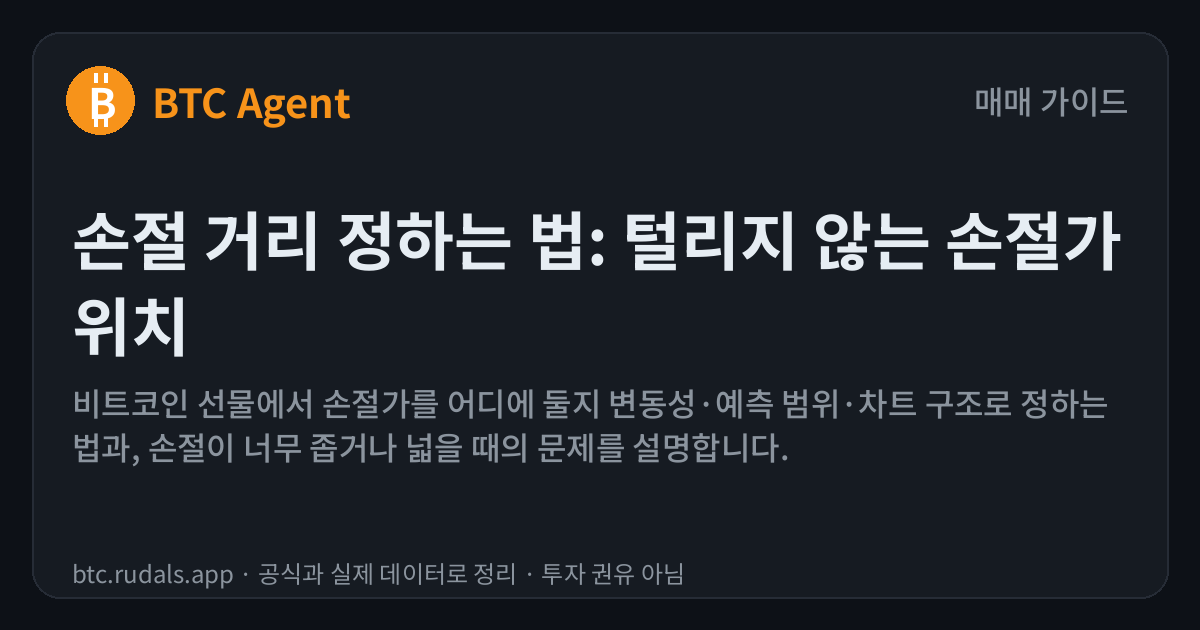 BTC Agent
매매 가이드
손절 거리 정하는 법: 털리지 않는 손절가
위치
비트코인 선물에서 손절가를 어디에 둘지 변동성·예측 범위·차트 구조로 정하는
법과, 손절이 너무 좁거나 넓을 때의 문제를 설명합니다.
btc.rudals.app · 공식과 실제 데이터로 정리 · 투자 권유 아님